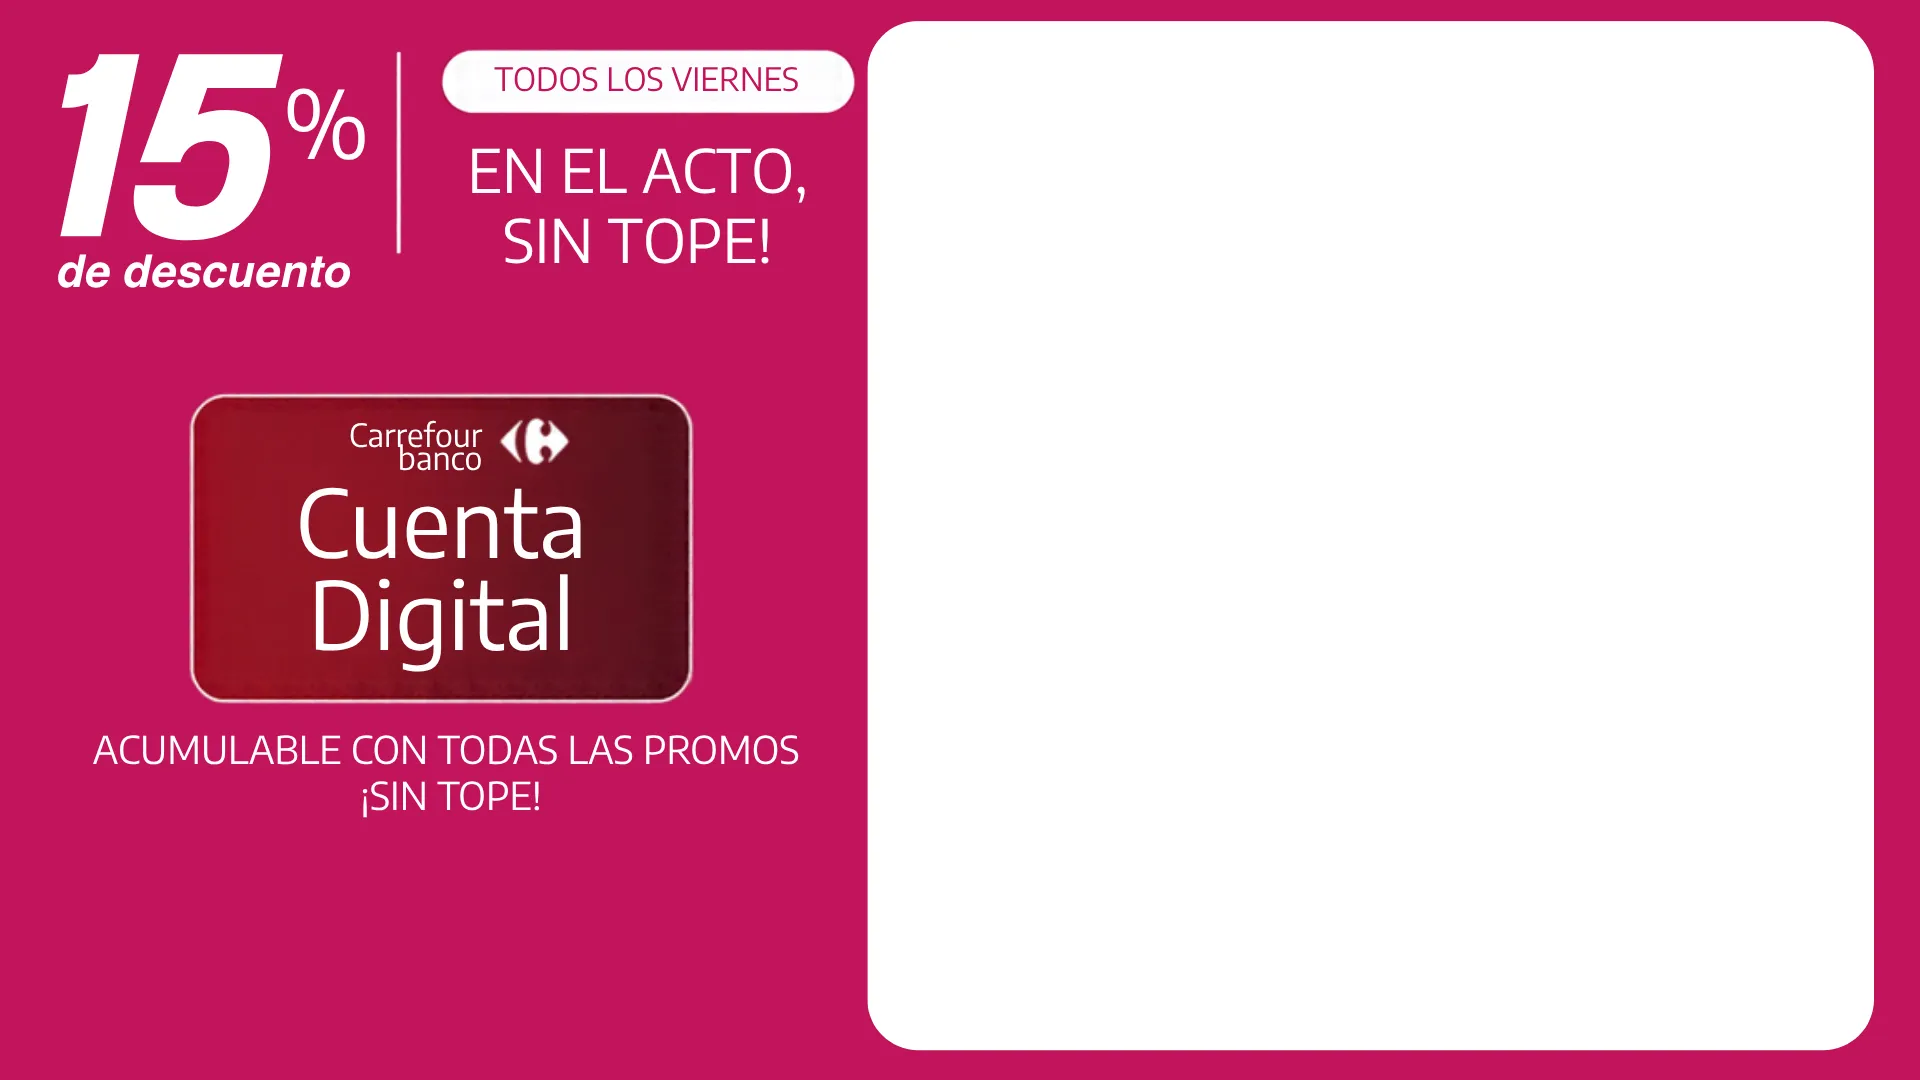 15%
de descuento
TODOS LOS VIERNES
EN EL ACTO,
SIN TOPE!
Carrefour
banco
Cuenta
Digital
ACUMULABLE CON TODAS LAS PROMOS
¡SIN TOPE!